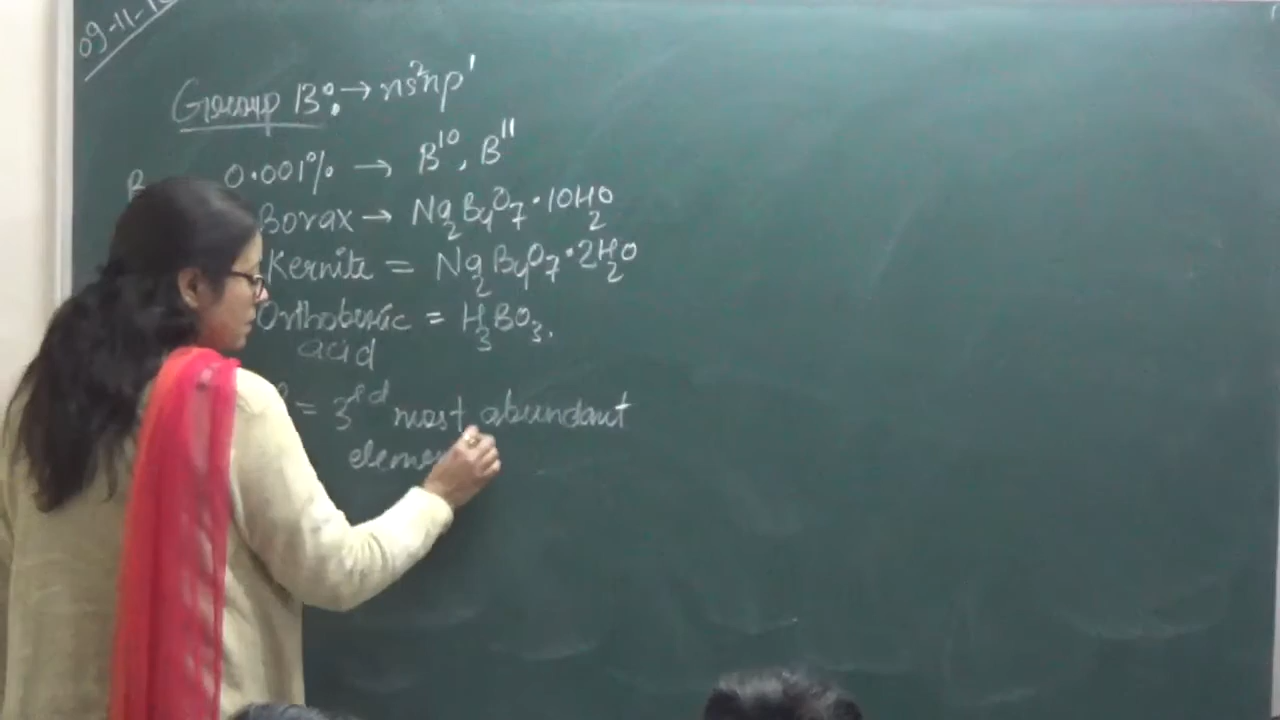 09-11-1
Group 13: → ns²np¹
B 0.001% → B¹⁰, B¹¹
Borax → Na₂B₄O₇·10H₂O
Kernite = Na₂B₄O₇·2H₂O
Orthoboric = H₃BO₃.
acid
= 3rd most abundant
elemen